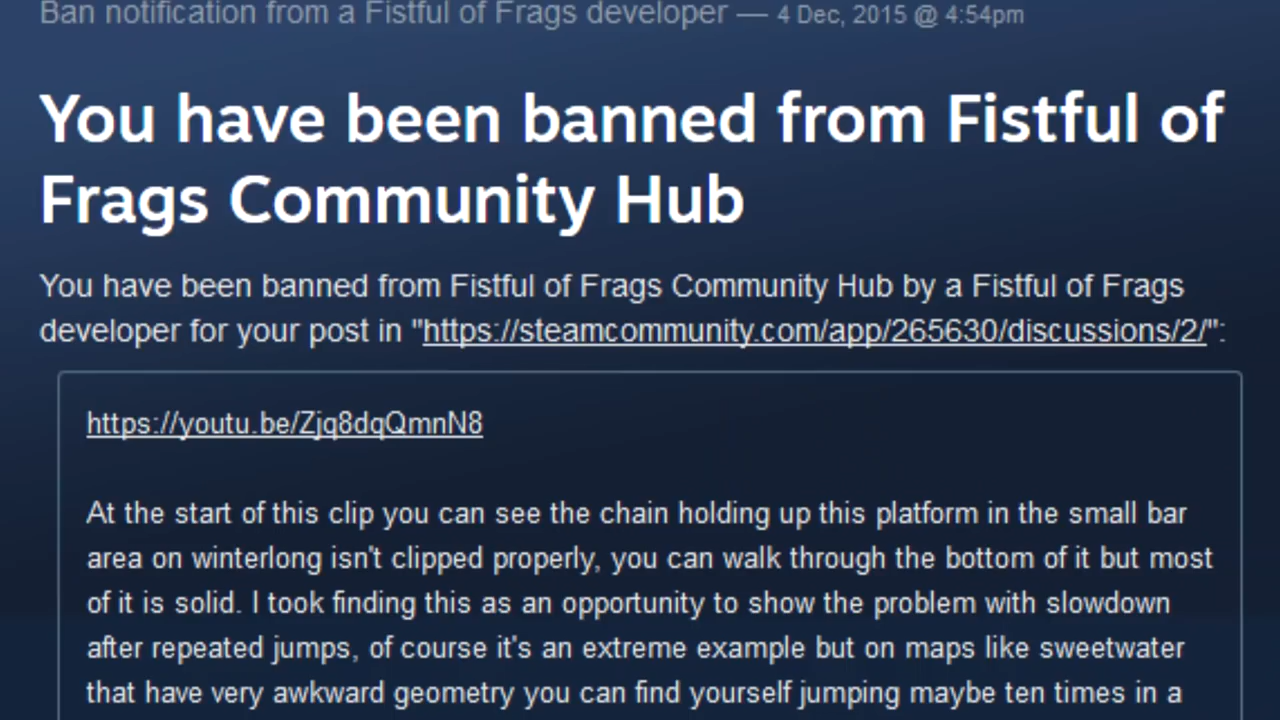 Ban notification from a Fistful of Frags developer — 4 Dec, 2015 @ 4:54pm
You have been banned from Fistful of
Frags Community Hub
You have been banned from Fistful of Frags Community Hub by a Fistful of Frags
developer for your post in "https://steamcommunity.com/app/265630/discussions/2/":
https://youtu.be/Zjq8dqQmnN8
At the start of this clip you can see the chain holding up this platform in the small bar
area on winterlong isn't clipped properly, you can walk through the bottom of it but most
of it is solid. I took finding this as an opportunity to show the problem with slowdown
after repeated jumps, of course it's an extreme example but on maps like sweetwater
that have very awkward geometry you can find yourself jumping maybe ten times in a